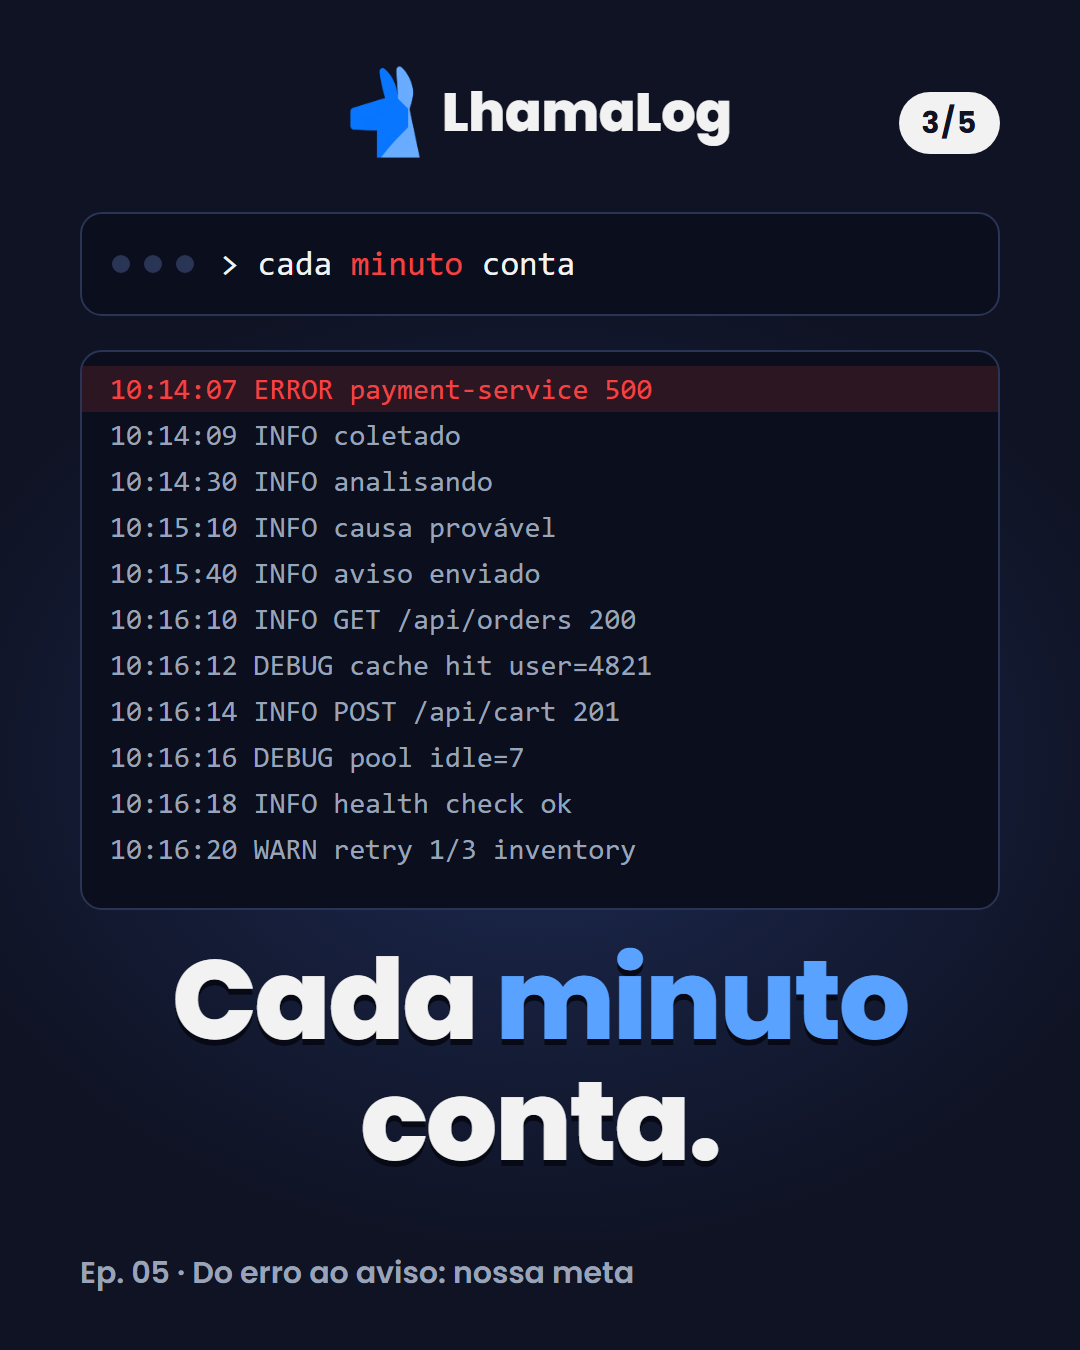 LhamaLog
3/5
> cada minuto conta
10:14:07 ERROR payment-service 500
10:14:09 INFO coletado
10:14:30 INFO analisando
10:15:10 INFO causa provável
10:15:40 INFO aviso enviado
10:16:10 INFO GET /api/orders 200
10:16:12 DEBUG cache hit user=4821
10:16:14 INFO POST /api/cart 201
10:16:16 DEBUG pool idle=7
10:16:18 INFO health check ok
10:16:20 WARN retry 1/3 inventory
Cada minuto
conta.
Ep. 05 · Do erro ao aviso: nossa meta